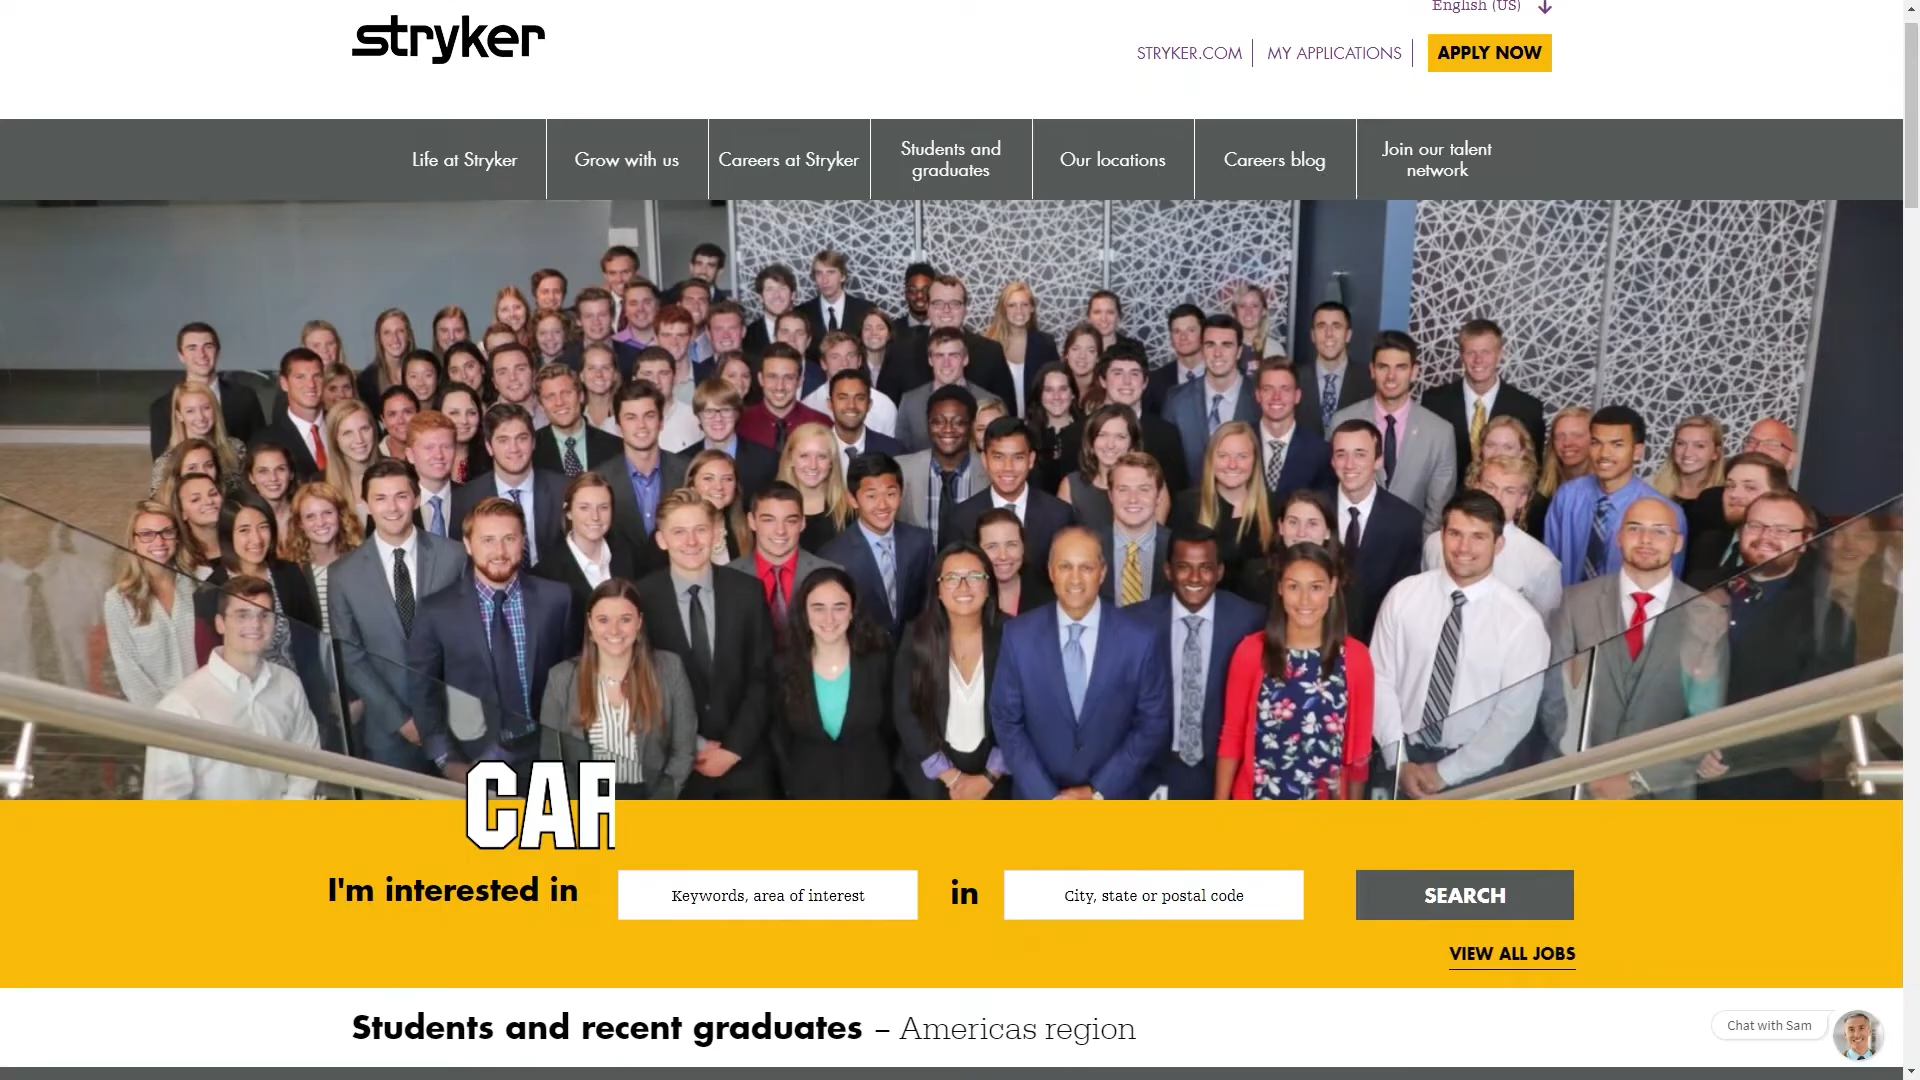 English (US)
stryker
STRYKER.COM
MY APPLICATIONS
APPLY NOW
Life at Stryker
Grow with us
Careers at Stryker
Students and
graduates
Our locations
Careers blog
Join our talent
network
CAR
I'm interested in
Keywords, area of interest
in
City, state or postal code
SEARCH
VIEW ALL JOBS
Students and recent graduates – Americas region
Chat with Sam